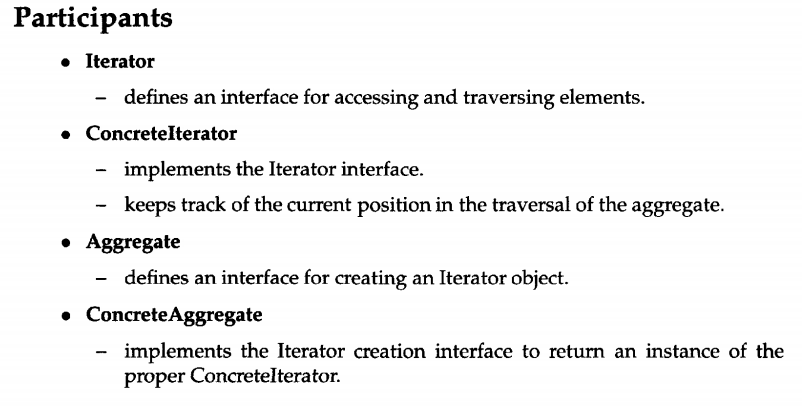 Participants
• Iterator
– defines an interface for accessing and traversing elements.
• ConcreteIterator
– implements the Iterator interface.
– keeps track of the current position in the traversal of the aggregate.
• Aggregate
– defines an interface for creating an Iterator object.
• ConcreteAggregate
– implements the Iterator creation interface to return an instance of the
proper ConcreteIterator.